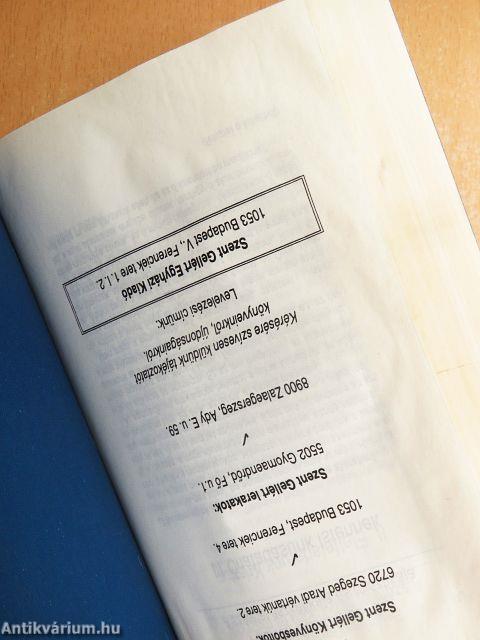 Szent Gellért Könyvesboltok:
6720 Szeged Aradi vértanúk tere 2.
✓
1053 Budapest, Ferenciek tere 4.
Szent Gellért lerakatok:
5502 Gyomaendrőd, Fő u.1.
✓
8900 Zalaegerszeg, Ady E. u. 59.
Kérésére szívesen küldünk tájékoztatót
könyveinkről, újdonságainkról.
Levelezési címünk:
Szent Gellért Egyházi Kiadó
1053 Budapest V., Ferenciek tere 1. I. 2.
Antikvárium.hu